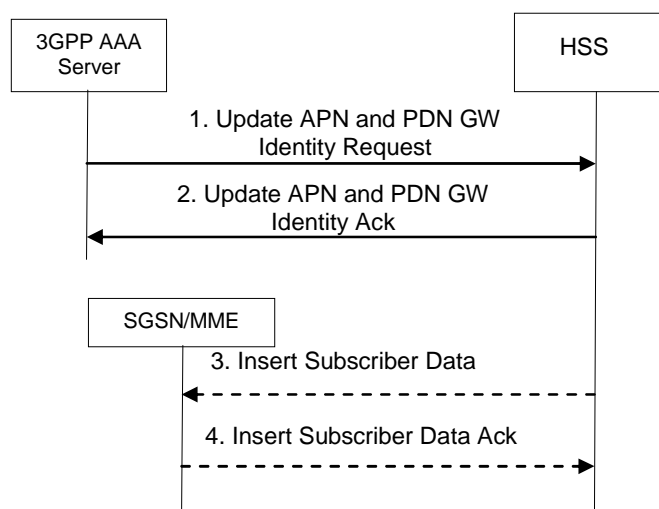 3GPP AAA
Server
HSS
1. Update APN and PDN GW
Identity Request
2. Update APN and PDN GW
Identity Ack
SGSN/MME
3. Insert Subscriber Data
4. Insert Subscriber Data Ack